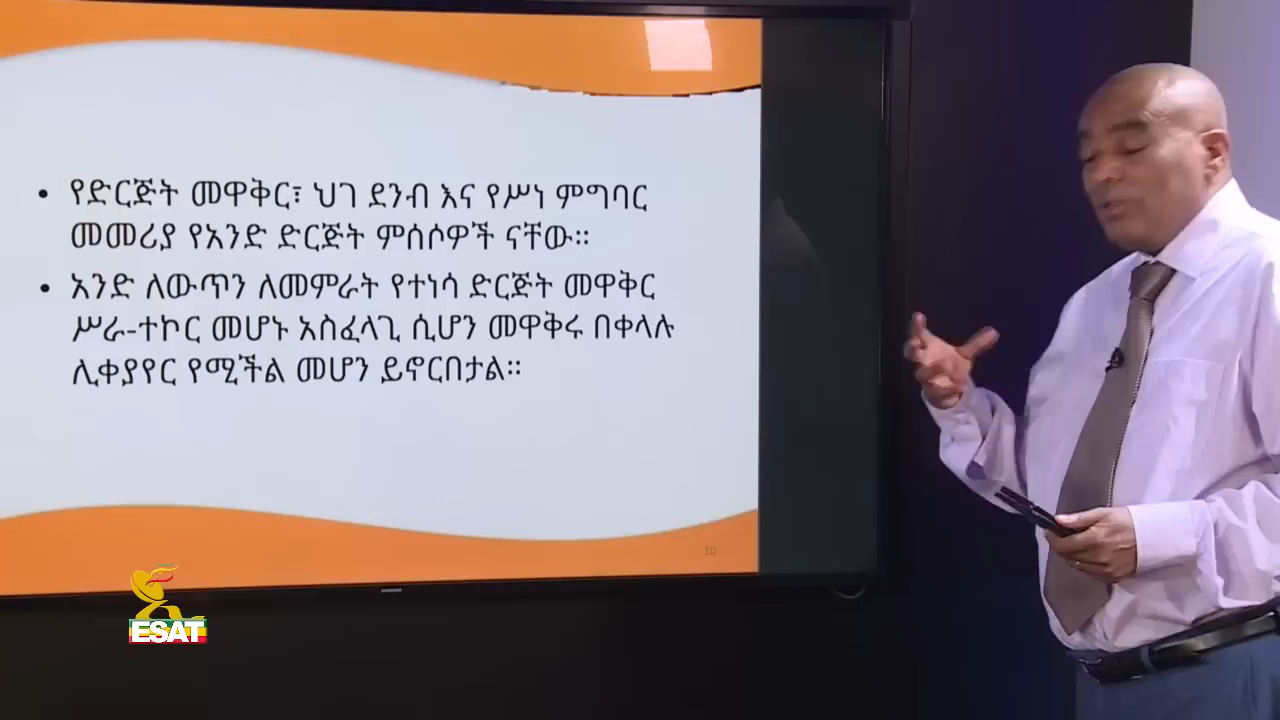 • የድርጅት መዋቅር፣ ህገ ደንብ እና የሥነ ምግባር
መመሪያ የአንድ ድርጅት ምሰሶዎች ናቸው።
• አንድ ለውጥን ለመምራት የተነሳ ድርጅት መዋቅር
ሥራ-ተኮር መሆኑ አስፈላጊ ሲሆን መዋቅሩ በቀላሉ
ሊቀያየር የሚችል መሆን ይኖርበታል።
10
ESAT